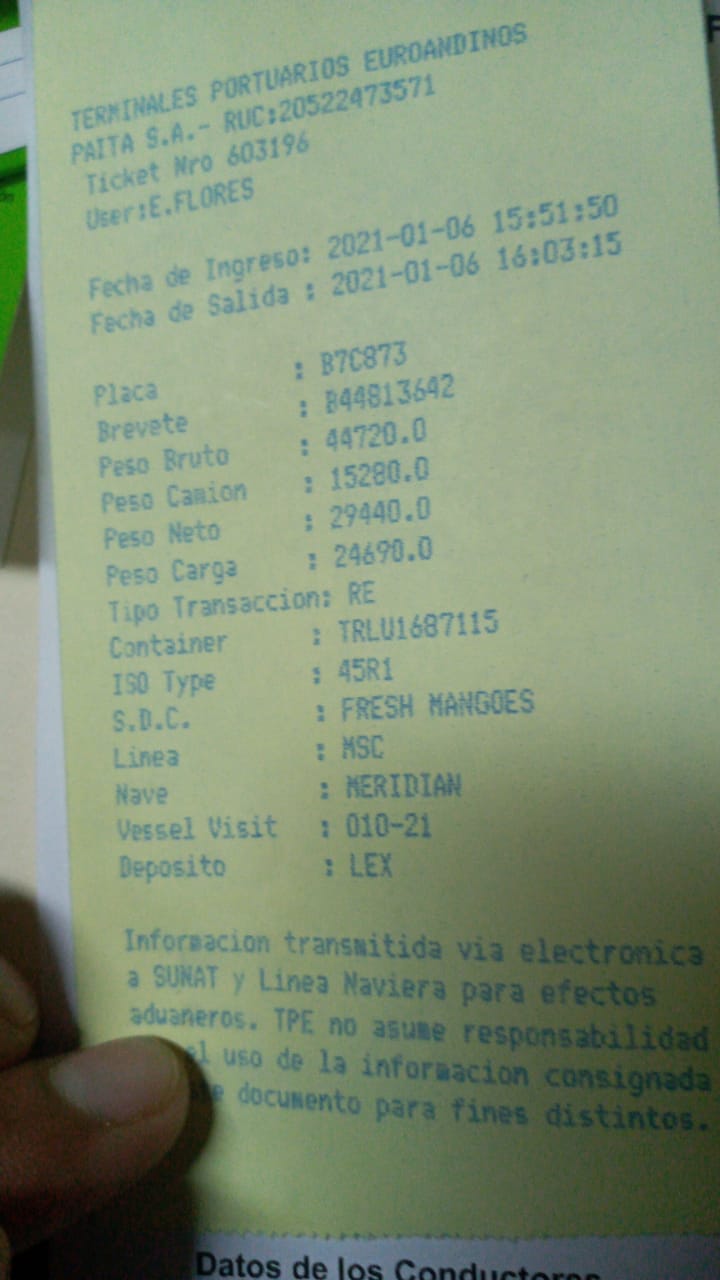 TERMINALES PORTUARIOS EUROANDINOS
PAITA S.A.- RUC:20522473571
Ticket Nro 603196
User:E.FLORES
Fecha de Ingreso: 2021-01-06 15:51:50
Fecha de Salida : 2021-01-06 16:03:15
Placa : B7C873
Brevete : B44813642
Peso Bruto : 44720.0
Peso Camion : 15280.0
Peso Neto : 29440.0
Peso Carga : 24690.0
Tipo Transaccion: RE
Container : TRLU1687115
ISO Type : 45R1
S.D.C. : FRESH MANGOES
Linea : MSC
Nave : MERIDIAN
Vessel Visit : 010-21
Deposito : LEX
Informacion transmitida via electronica
a SUNAT y Linea Naviera para efectos
aduaneros. TPE no asume responsabilidad
el uso de la informacion consignada
documento para fines distintos.
Datos de los Conductores